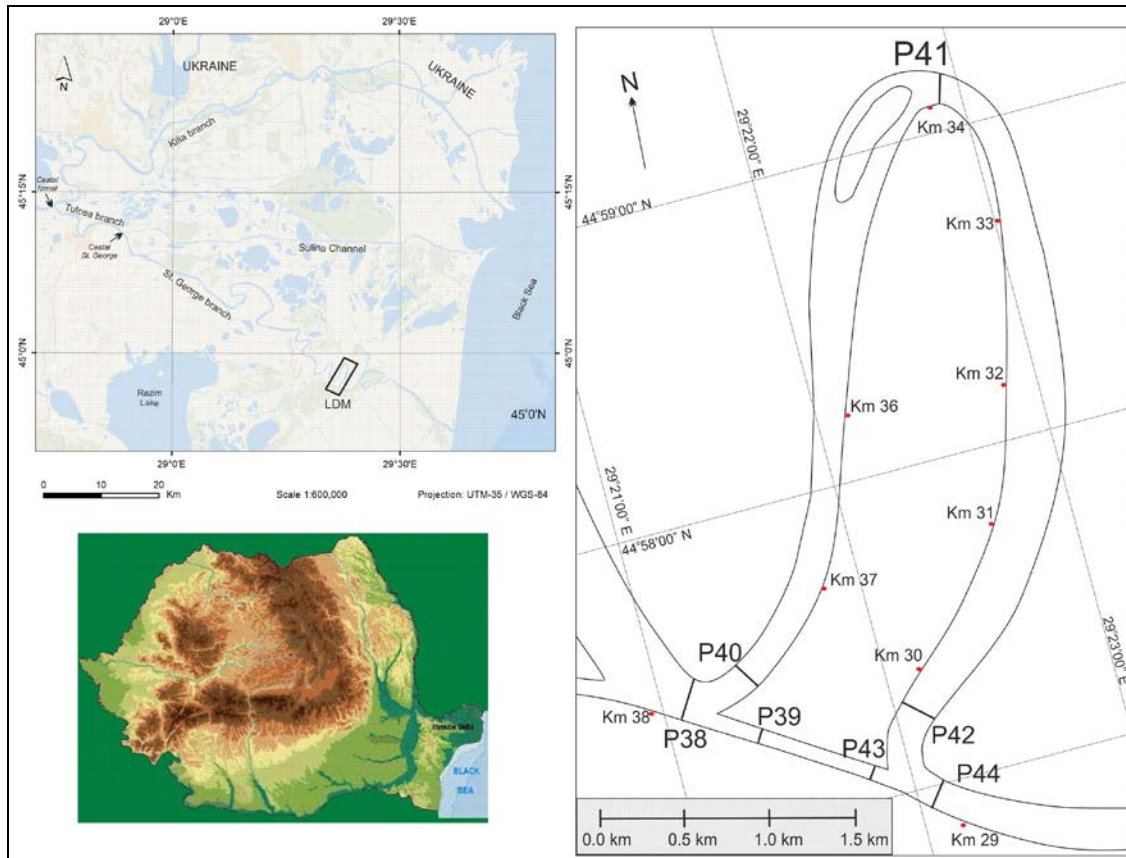 29°0'E
29°30'E
N
UKRAINE
UKRAINE
Kilia branch
45°15'N
45°15'N
Ceatal
Izmail
Tulcea branch
Ceatal
St. George
Sulina Channel
St. George branch
Black Sea
45°0'N
45°0'N
Razim
Lake
LDM
45°0'N
29°0'E
29°30'E
0
10
20
Km
Scale 1:600,000
Projection: UTM-35 / WGS-84
BLACK
SEA
P41
N
Km 34
29°22'00" E
44°59'00" N
Km 33
Km 32
Km 36
29°21'00" E
Km 31
44°58'00" N
Km 37
29°23'00" E
P40
Km 30
Km 38
P38
P39
P42
P43
P44
Km 29
0.0 km
0.5 km
1.0 km
1.5 km